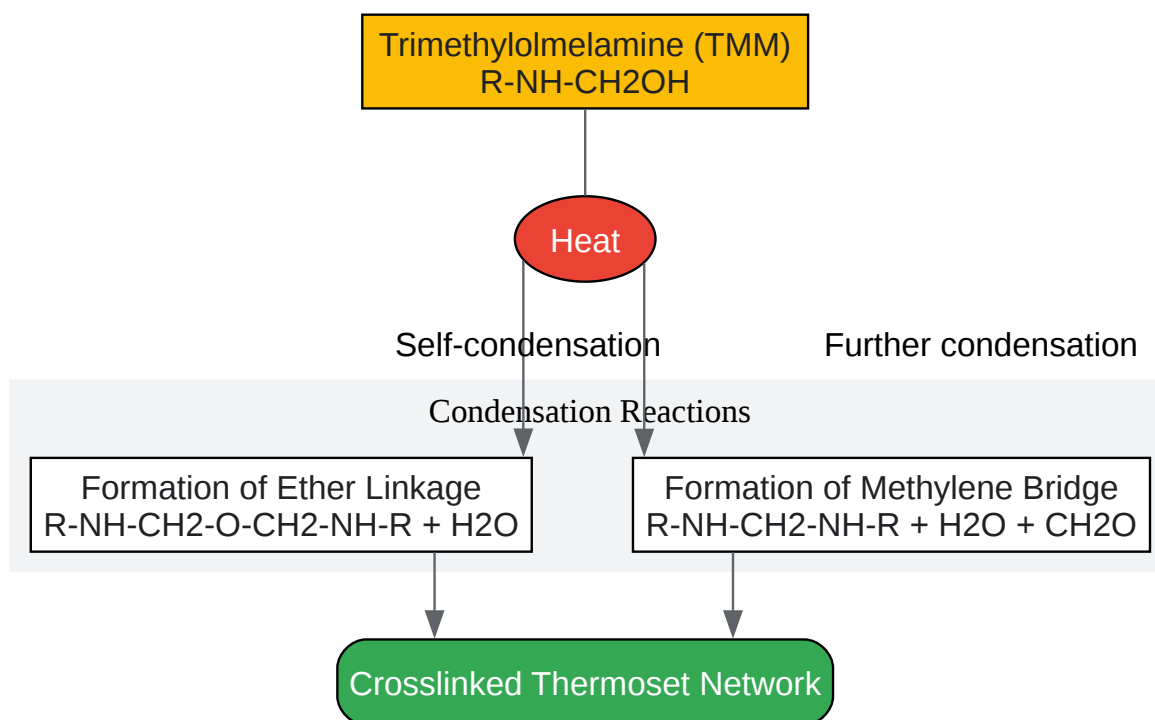 Trimethylolmelamine (TMM)
R-NH-CH2OH
Heat
Self-condensation
Further condensation
Condensation Reactions
Formation of Ether Linkage
R-NH-CH2-O-CH2-NH-R + H2O
Formation of Methylene Bridge
R-NH-CH2-NH-R + H2O + CH2O
Crosslinked Thermoset Network